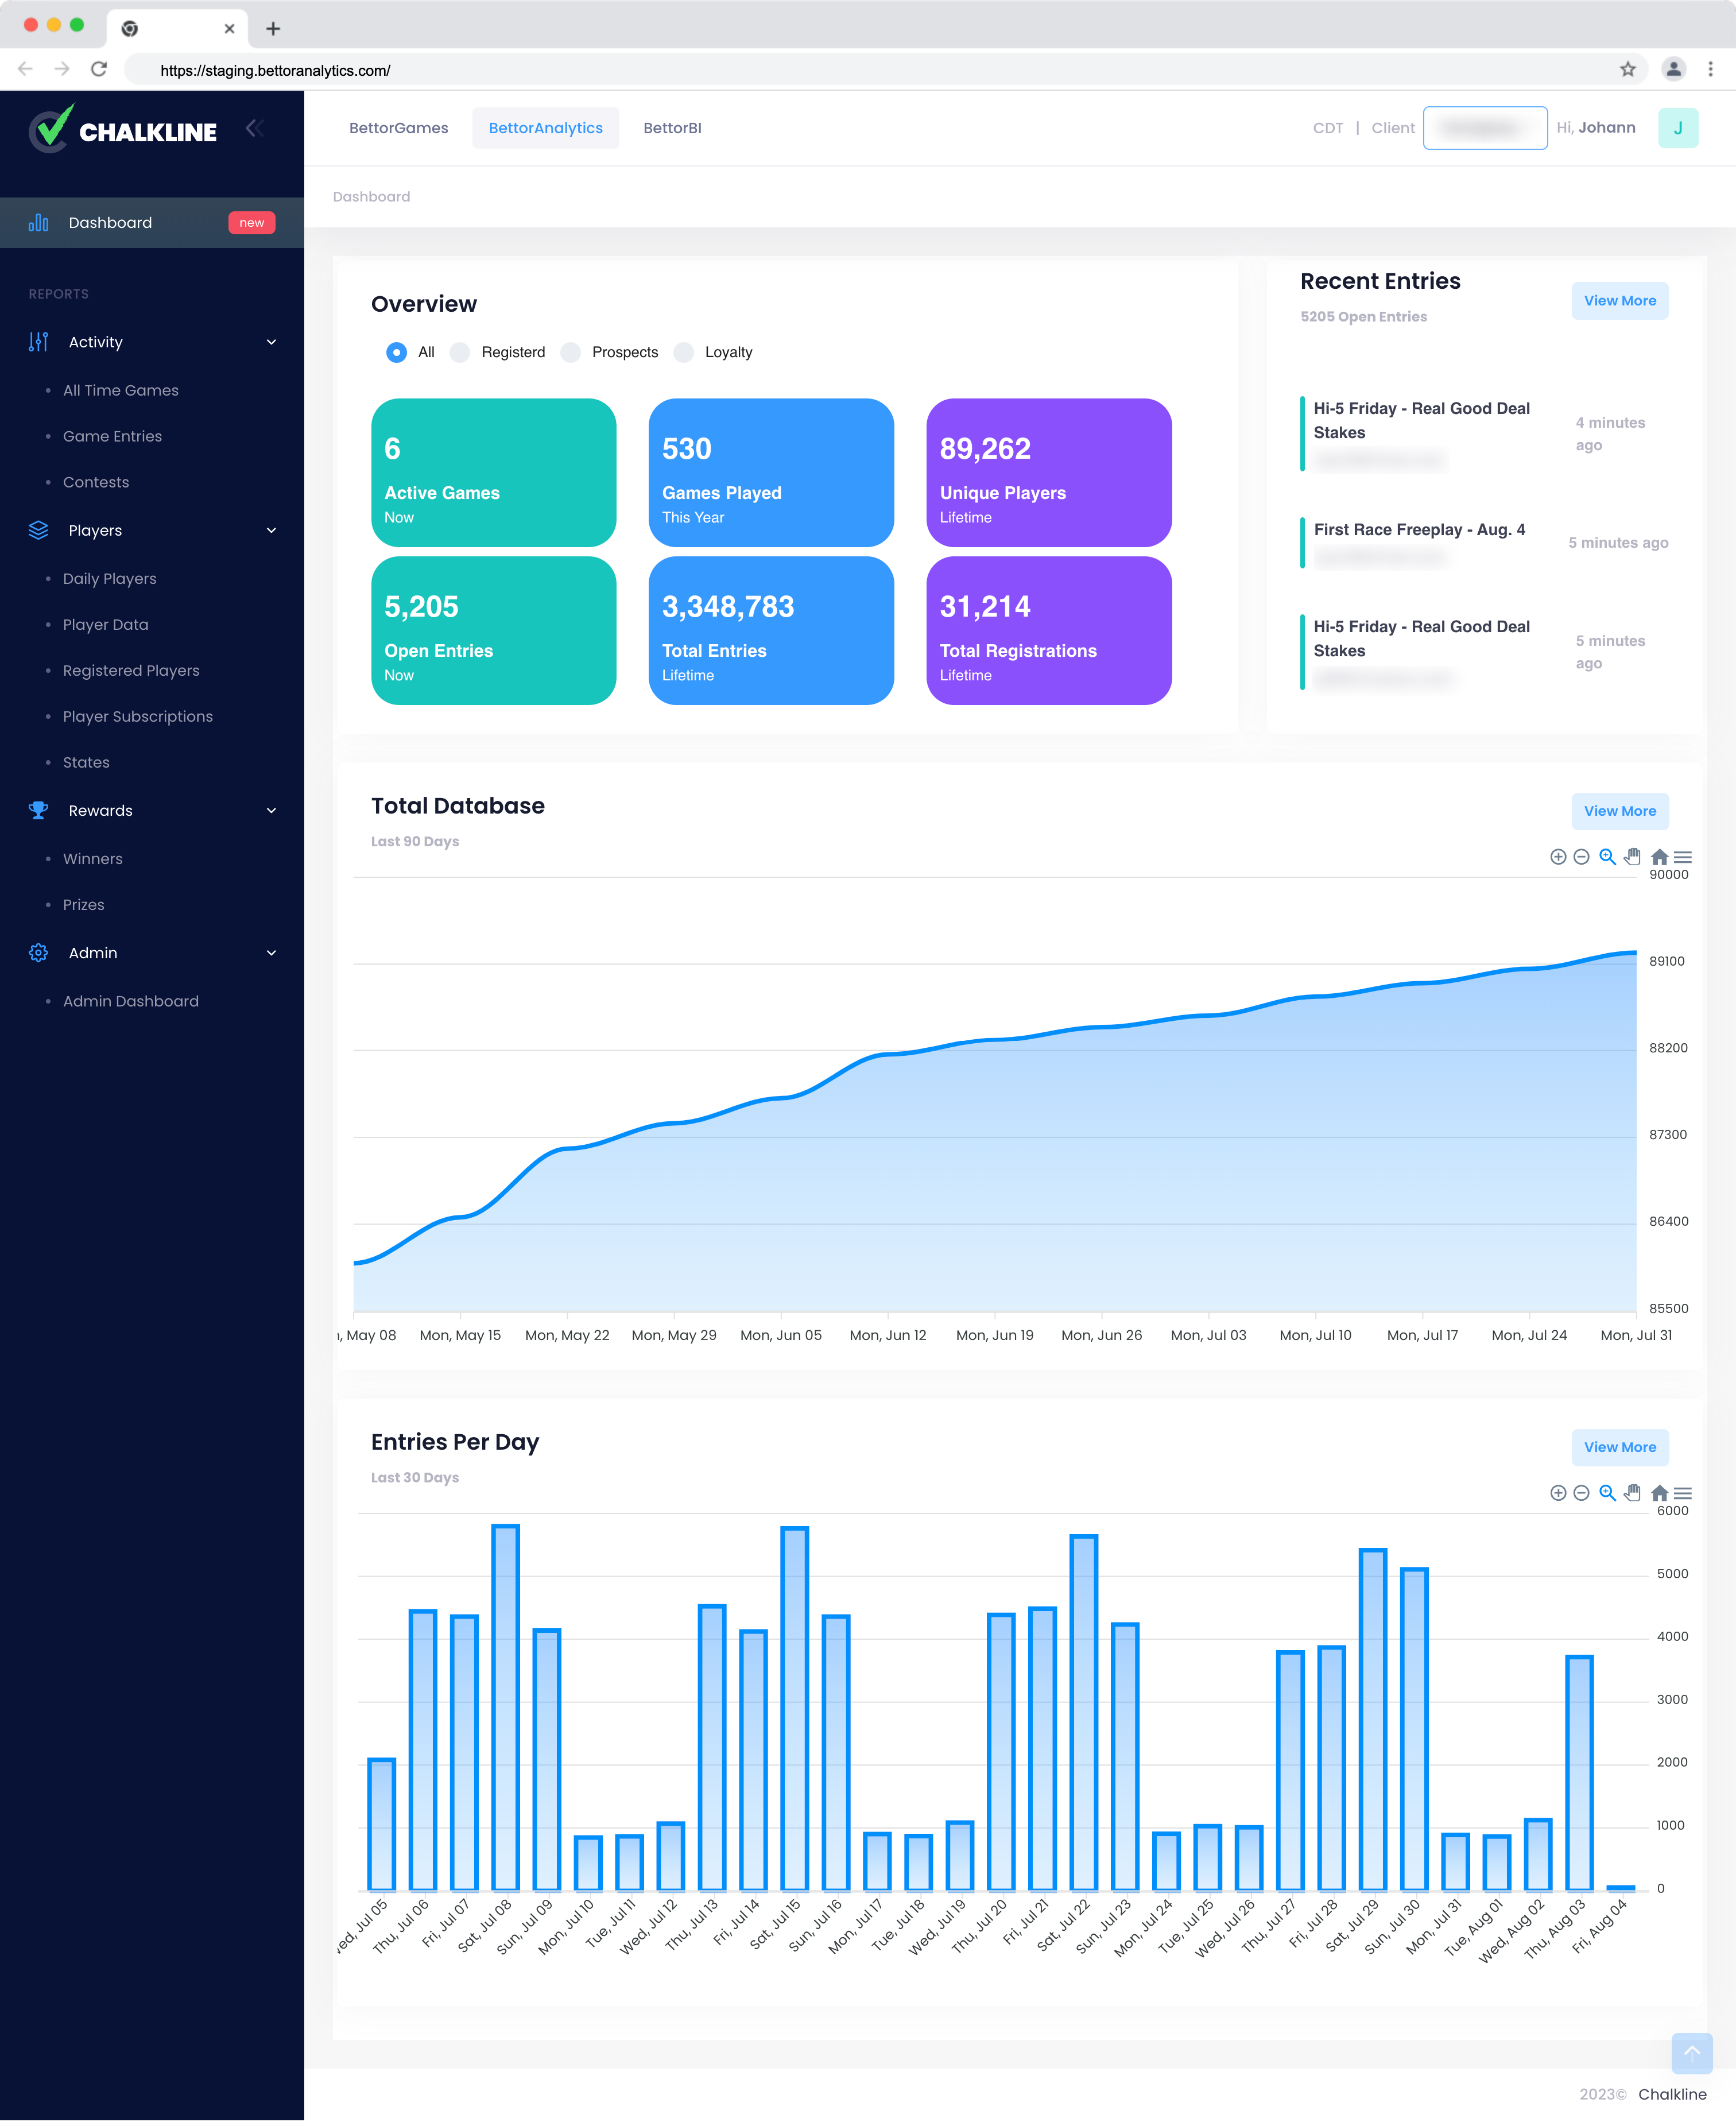 https://staging.bettoranalytics.com/
CHALKLINE
BettorGames
BettorAnalytics
BettorBI
CDT | Client
Hi, Johann
J
Dashboard
Dashboard
new
REPORTS
Activity
All Time Games
Game Entries
Contests
Players
Daily Players
Player Data
Registered Players
Player Subscriptions
States
Rewards
Winners
Prizes
Admin
Admin Dashboard
Overview
All
Registerd
Prospects
Loyalty
6
Active Games
Now
530
Games Played
This Year
89,262
Unique Players
Lifetime
5,205
Open Entries
Now
3,348,783
Total Entries
Lifetime
31,214
Total Registrations
Lifetime
Recent Entries
5205 Open Entries
View More
Hi-5 Friday - Real Good Deal
Stakes
4 minutes
ago
First Race Freeplay - Aug. 4
5 minutes ago
Hi-5 Friday - Real Good Deal
Stakes
5 minutes
ago
Total Database
Last 90 Days
View More
90000
89100
88200
87300
86400
85500
, May 08
Mon, May 15
Mon, May 22
Mon, May 29
Mon, Jun 05
Mon, Jun 12
Mon, Jun 19
Mon, Jun 26
Mon, Jul 03
Mon, Jul 10
Mon, Jul 17
Mon, Jul 24
Mon, Jul 31
Entries Per Day
Last 30 Days
View More
6000
5000
4000
3000
2000
1000
0
ed, Jul 05
Thu, Jul 06
Fri, Jul 07
Sat, Jul 08
Sun, Jul 09
Mon, Jul 10
Tue, Jul 11
Wed, Jul 12
Thu, Jul 13
Fri, Jul 14
Sat, Jul 15
Sun, Jul 16
Mon, Jul 17
Tue, Jul 18
Wed, Jul 19
Thu, Jul 20
Fri, Jul 21
Sat, Jul 22
Sun, Jul 23
Mon, Jul 24
Tue, Jul 25
Wed, Jul 26
Thu, Jul 27
Fri, Jul 28
Sat, Jul 29
Sun, Jul 30
Mon, Jul 31
Tue, Aug 01
Wed, Aug 02
Thu, Aug 03
Fri, Aug 04
2023© Chalkline